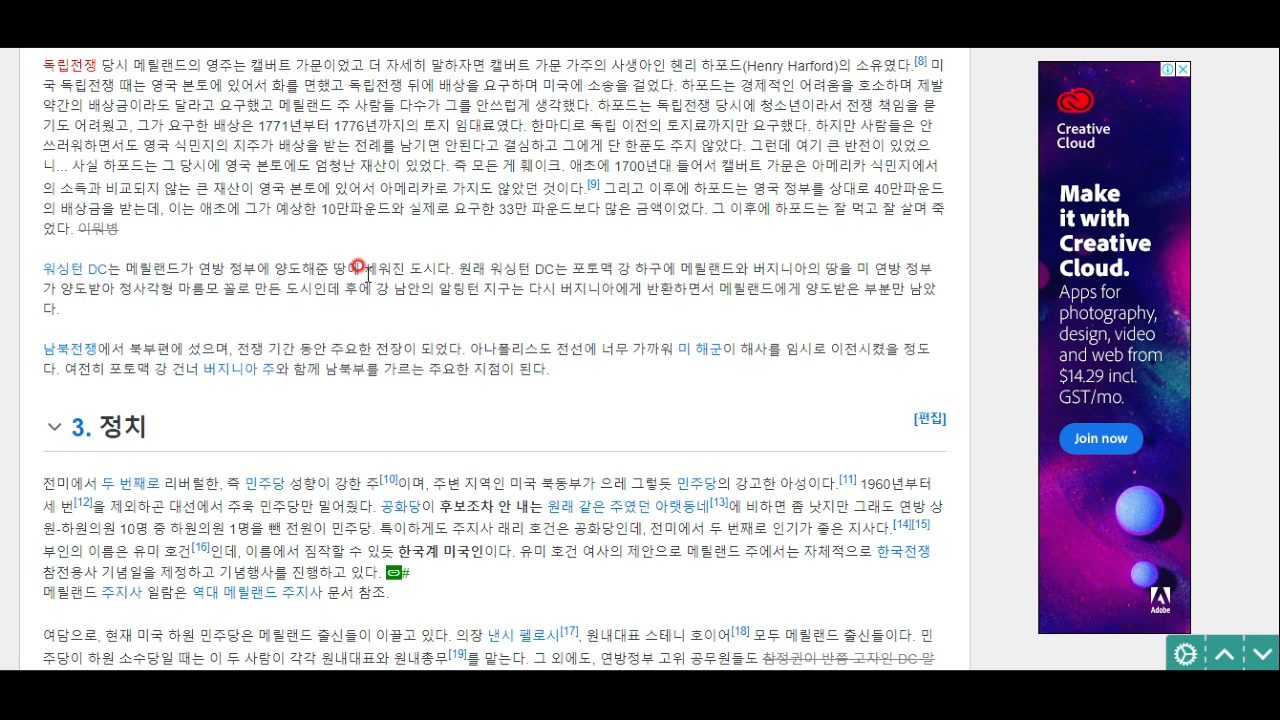 독립전쟁 당시 메릴랜드의 영주는 캘버트 가문이었고 더 자세히 말하자면 캘버트 가문 가주의 사생아인 헨리 하포드(Henry Harford)의 소유였다.[8] 미
국 독립전쟁 때는 영국 본토에 있어서 화를 면했고 독립전쟁 뒤에 배상을 요구하며 미국에 소송을 걸었다. 하포드는 경제적인 어려움을 호소하며 제발
약간의 배상금이라도 달라고 요구했고 메릴랜드 주 사람들 다수가 그를 안쓰럽게 생각했다. 하포드는 독립전쟁 당시에 청소년이라서 전쟁 책임을 묻
기도 어려웠고, 그가 요구한 배상은 1771년부터 1776년까지의 토지 임대료였다. 한마디로 독립 이전의 토지료까지만 요구했다. 하지만 사람들은 안
쓰러워하면서도 영국 식민지의 지주가 배상을 받는 전례를 남기면 안된다고 결심하고 그에게 단 한푼도 주지 않았다. 그런데 여기 큰 반전이 있었으
니... 사실 하포드는 그 당시에 영국 본토에도 엄청난 재산이 있었다. 즉 모든 게 훼이크. 애초에 1700년대 들어서 캘버트 가문은 아메리카 식민지에서
의 소득과 비교되지 않는 큰 재산이 영국 본토에 있어서 아메리카로 가지도 않았던 것이다.[9] 그리고 이후에 하포드는 영국 정부를 상대로 40만파운드
의 배상금을 받는데, 이는 애초에 그가 예상한 10만파운드와 실제로 요구한 33만 파운드보다 많은 금액이었다. 그 이후에 하포드는 잘 먹고 잘 살며 죽
었다. 이뭐병
워싱턴 DC는 메릴랜드가 연방 정부에 양도해준 땅에 세워진 도시다. 원래 워싱턴 DC는 포토맥 강 하구에 메릴랜드와 버지니아의 땅을 미 연방 정부
가 양도받아 정사각형 마름모 꼴로 만든 도시인데 후에 강 남안의 알링턴 지구는 다시 버지니아에게 반환하면서 메릴랜드에게 양도받은 부분만 남았
다.
남북전쟁에서 북부편에 섰으며, 전쟁 기간 동안 주요한 전장이 되었다. 아나폴리스도 전선에 너무 가까워 미 해군이 해사를 임시로 이전시켰을 정도
다. 여전히 포토맥 강 건너 버지니아 주와 함께 남북부를 가르는 주요한 지점이 된다.
3. 정치
[편집]
전미에서 두 번째로 리버럴한, 즉 민주당 성향이 강한 주[10]이며, 주변 지역인 미국 북동부가 으레 그렇듯 민주당의 강고한 아성이다.[11] 1960년부터
세 번[12]을 제외하곤 대선에서 주욱 민주당만 밀어줬다. 공화당이 후보조차 안 내는 원래 같은 주였던 아랫동네[13]에 비하면 좀 낫지만 그래도 연방 상
원-하원의원 10명 중 하원의원 1명을 뺀 전원이 민주당. 특이하게도 주지사 래리 호건은 공화당인데, 전미에서 두 번째로 인기가 좋은 지사다.[14][15]
부인의 이름은 유미 호건[16]인데, 이름에서 짐작할 수 있듯 한국계 미국인이다. 유미 호건 여사의 제안으로 메릴랜드 주에서는 자체적으로 한국전쟁
참전용사 기념일을 제정하고 기념행사를 진행하고 있다. #
메릴랜드 주지사 일람은 역대 메릴랜드 주지사 문서 참조.
여담으로, 현재 미국 하원 민주당은 메릴랜드 출신들이 이끌고 있다. 의장 낸시 펠로시[17], 원내대표 스테니 호이어[18] 모두 메릴랜드 출신들이다. 민
주당이 하원 소수당일 때는 이 두 사람이 각각 원내대표와 원내총무[19]를 맡는다. 그 외에도, 연방정부 고위 공무원들도 참정권이 반쯤 고자인 DC 말
Creative
Cloud
Make
it with
Creative
Cloud.
Apps for
photography,
design, video
and web from
$14.29 incl.
GST/mo.
Join now
Adobe